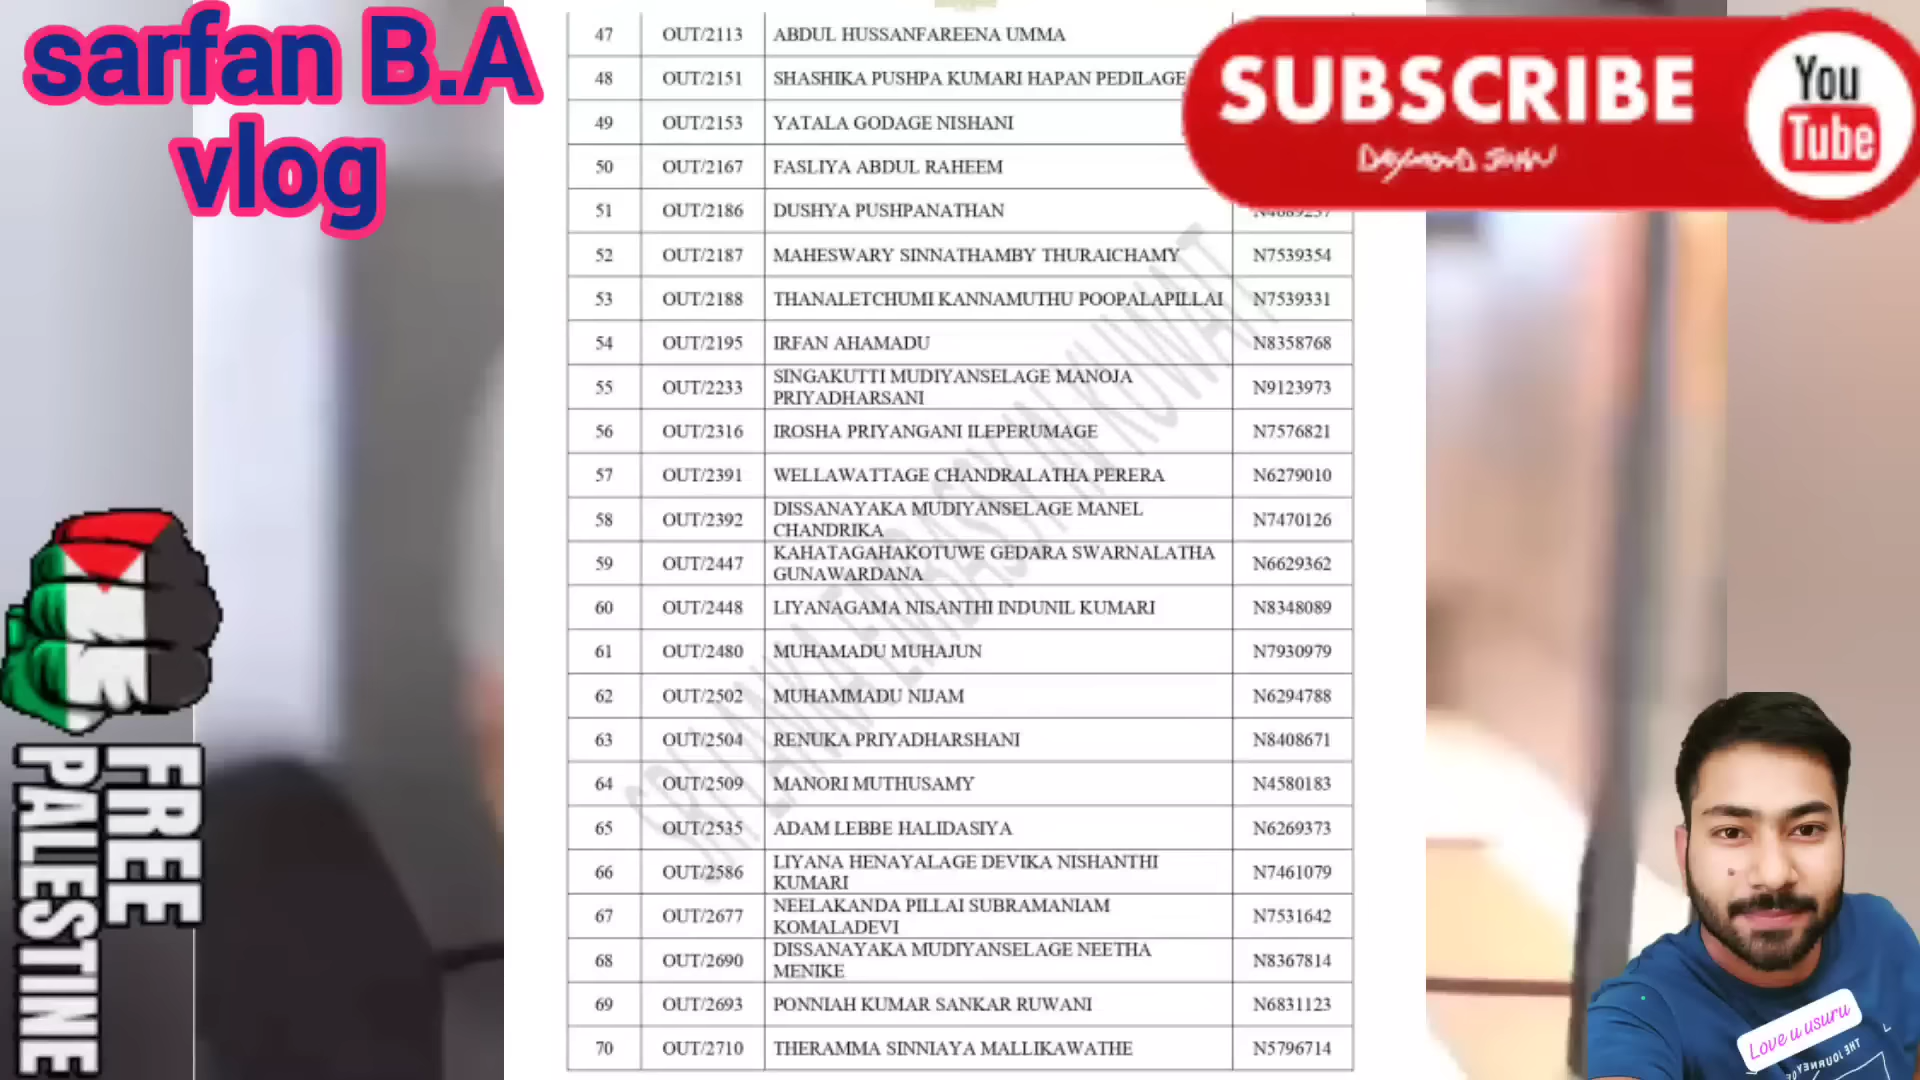 sarfan B.A
vlog
47 OUT/2113 ABDUL HUSSANFAREENA UMMA
48 OUT/2151 SHASHIKA PUSHPA KUMARI HAPAN PEDILAGE
49 OUT/2153 YATALA GODAGE NISHANI
50 OUT/2167 FASLIYA ABDUL RAHEEM
51 OUT/2186 DUSHYA PUSHPANATHAN
52 OUT/2187 MAHESWARY SINNATHAMBY THURAICHAMY N7539354
53 OUT/2188 THANALETCHUMI KANNAMUTHU POOPALAPILLAI N7539331
54 OUT/2195 IRFAN AHAMADU N8358768
55 OUT/2233 SINGAKUTTI MUDIYANSELAGE MANOJA
PRIYADHARSANI N9123973
56 OUT/2316 IROSHA PRIYANGANI ILEPERUMAGE N7576821
57 OUT/2391 WELLAWATTAGE CHANDRALATHA PERERA N6279010
58 OUT/2392 DISSANAYAKA MUDIYANSELAGE MANEL
CHANDRIKA N7470126
59 OUT/2447 KAHATAGAHAKOTUWE GEDARA SWARNALATHA
GUNAWARDANA N6629362
60 OUT/2448 LIYANAGAMA NISANTHI INDUNIL KUMARI N8348089
61 OUT/2480 MUHAMADU MUHAJUN N7930979
62 OUT/2502 MUHAMMADU NIJAM N6294788
63 OUT/2504 RENUKA PRIYADHARSHANI N8408671
64 OUT/2509 MANORI MUTHUSAMY N4580183
65 OUT/2535 ADAM LEBBE HALIDASIYA N6269373
66 OUT/2586 LIYANA HENAYALAGE DEVIKA NISHANTHI
KUMARI N7461079
67 OUT/2677 NEELAKANDA PILLAI SUBRAMANIAM
KOMALADEVI N7531642
68 OUT/2690 DISSANAYAKA MUDIYANSELAGE NEETHA
MENIKE N8367814
69 OUT/2693 PONNIAH KUMAR SANKAR RUWANI N6831123
70 OUT/2710 THERAMMA SINNIAYA MALLIKAWATHE N5796714
SRI LANKA EMBASSY IN KUWAIT
SUBSCRIBE
You
Tube
FREE
PALESTINE
Love u usuru